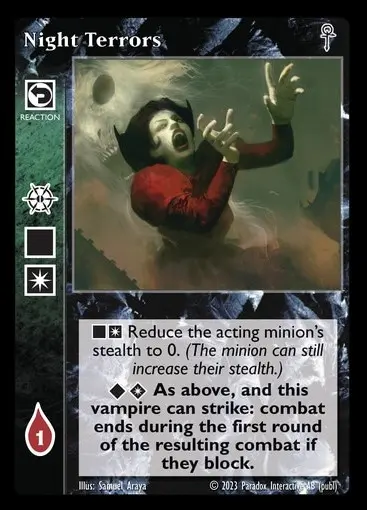 Night Terrors
REACTION
Reduce the acting minion's
stealth to 0. (The minion can still
increase their stealth.)
As above, and this
vampire can strike: combat
ends during the first round
of the resulting combat if
they block.
1
Illus: Samuel Araya © 2023 Paradox Interactive AB (publ)